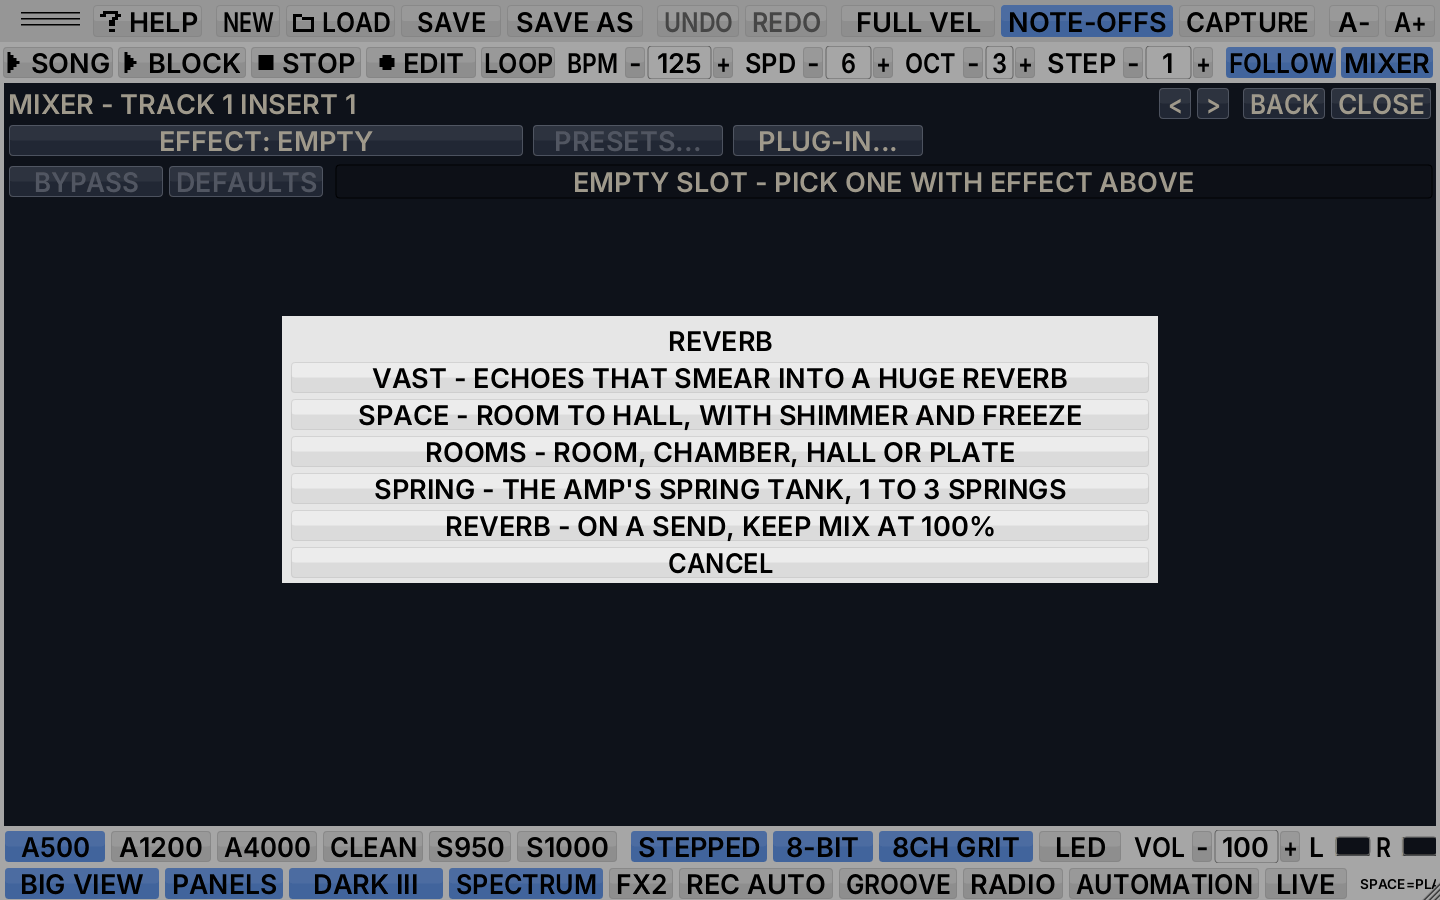 ? HELP NEW LOAD SAVE SAVE AS UNDO REDO FULL VEL NOTE-OFFS CAPTURE A- A+
SONG BLOCK STOP EDIT LOOP BPM - 125 + SPD - 6 + OCT - 3 + STEP - 1 + FOLLOW MIXER
MIXER - TRACK 1 INSERT 1 < > BACK CLOSE
EFFECT: EMPTY PRESETS... PLUG-IN...
BYPASS DEFAULTS EMPTY SLOT - PICK ONE WITH EFFECT ABOVE
REVERB
VAST - ECHOES THAT SMEAR INTO A HUGE REVERB
SPACE - ROOM TO HALL, WITH SHIMMER AND FREEZE
ROOMS - ROOM, CHAMBER, HALL OR PLATE
SPRING - THE AMP'S SPRING TANK, 1 TO 3 SPRINGS
REVERB - ON A SEND, KEEP MIX AT 100%
CANCEL
A500 A1200 A4000 CLEAN S950 S1000 STEPPED 8-BIT 8CH GRIT LED VOL - 100 + L R
BIG VIEW PANELS DARK III SPECTRUM FX2 REC AUTO GROOVE RADIO AUTOMATION LIVE